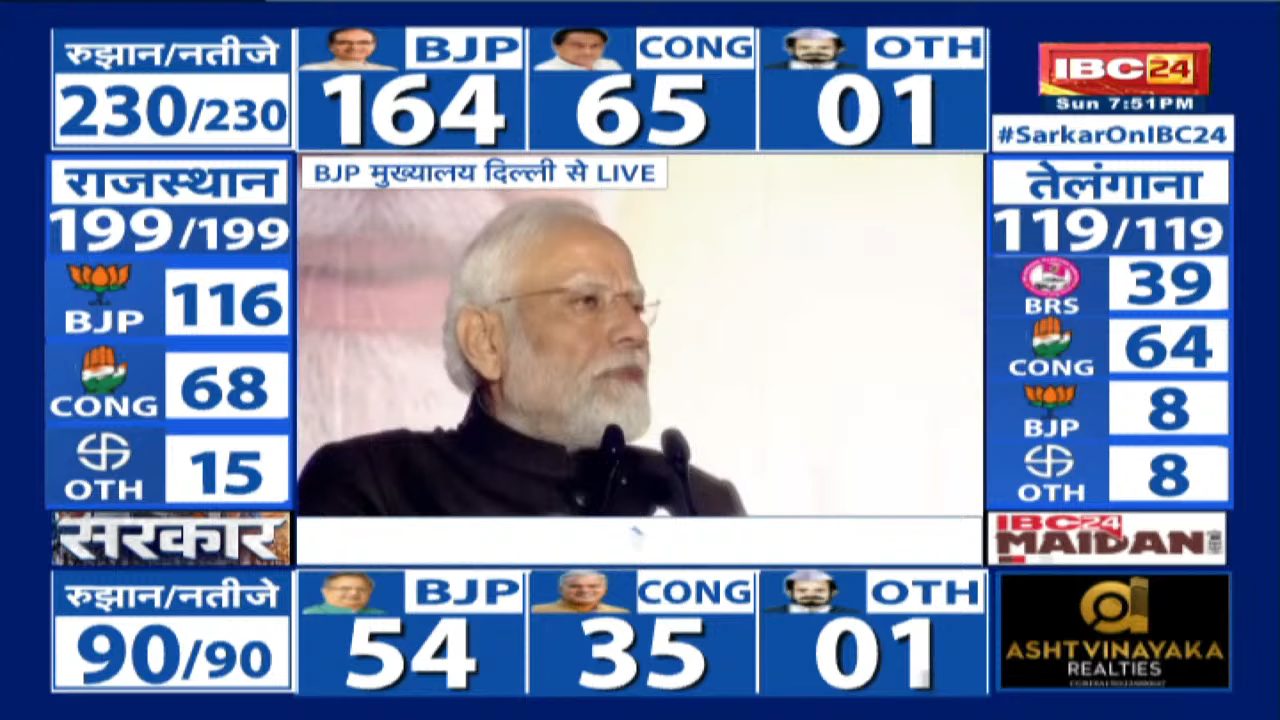 रुझान/नतीजे
230/230
BJP
164
CONG
65
OTH
01
IBC24
Sun 7:51PM
#SarkarOnIBC24
राजस्थान
199/199
BJP
116
CONG
68
OTH
15
BJP मुख्यालय दिल्ली से LIVE
तेलंगाना
119/119
BRS
39
CONG
64
BJP
8
OTH
8
सरकार
IBC24
MAIDAN
रुझान/नतीजे
90/90
BJP
54
CONG
35
OTH
01
ASHTVINAYAKA
REALTIES